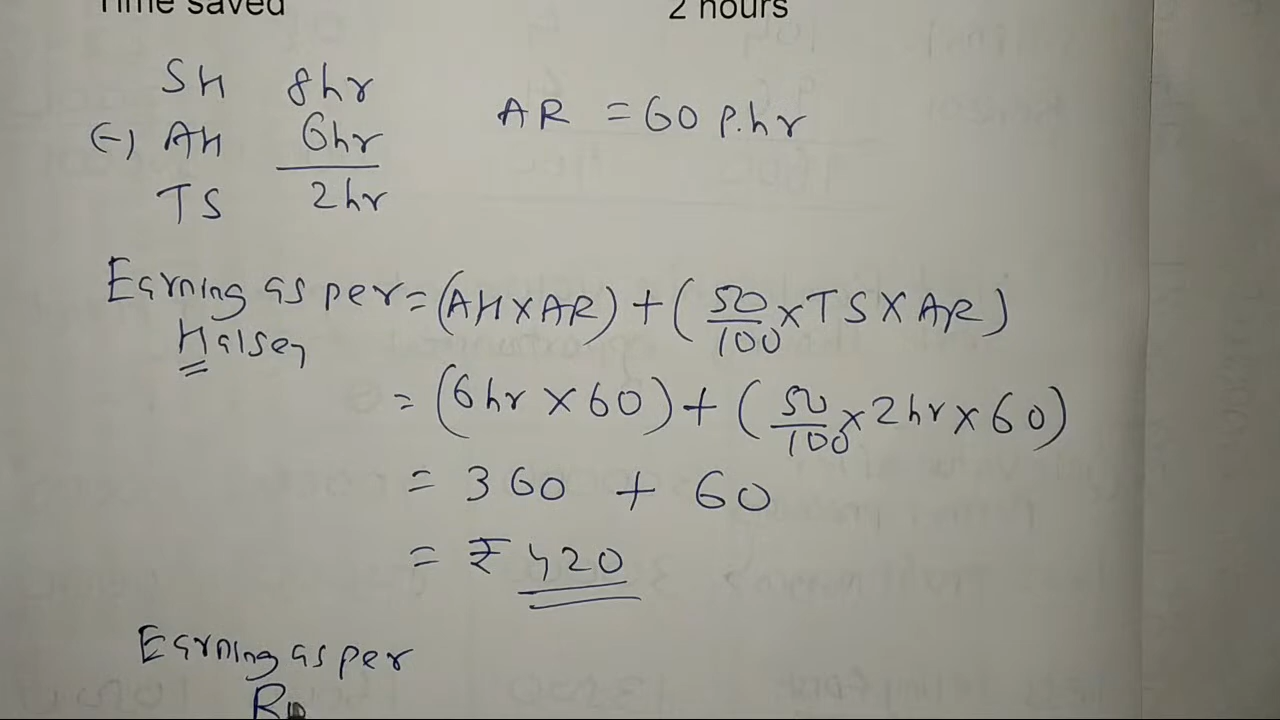 Time saved 2 hours
SH 8hr
AR = 60 P.hr
(-) AH 6hr
TS 2hr
Earning as per = (AH X AR) + (50/100 x TS X AR)
Halsey
= (6hr X 60) + (50/100 x 2hr x 60)
= 360 + 60
= ₹ 420
Earning as per